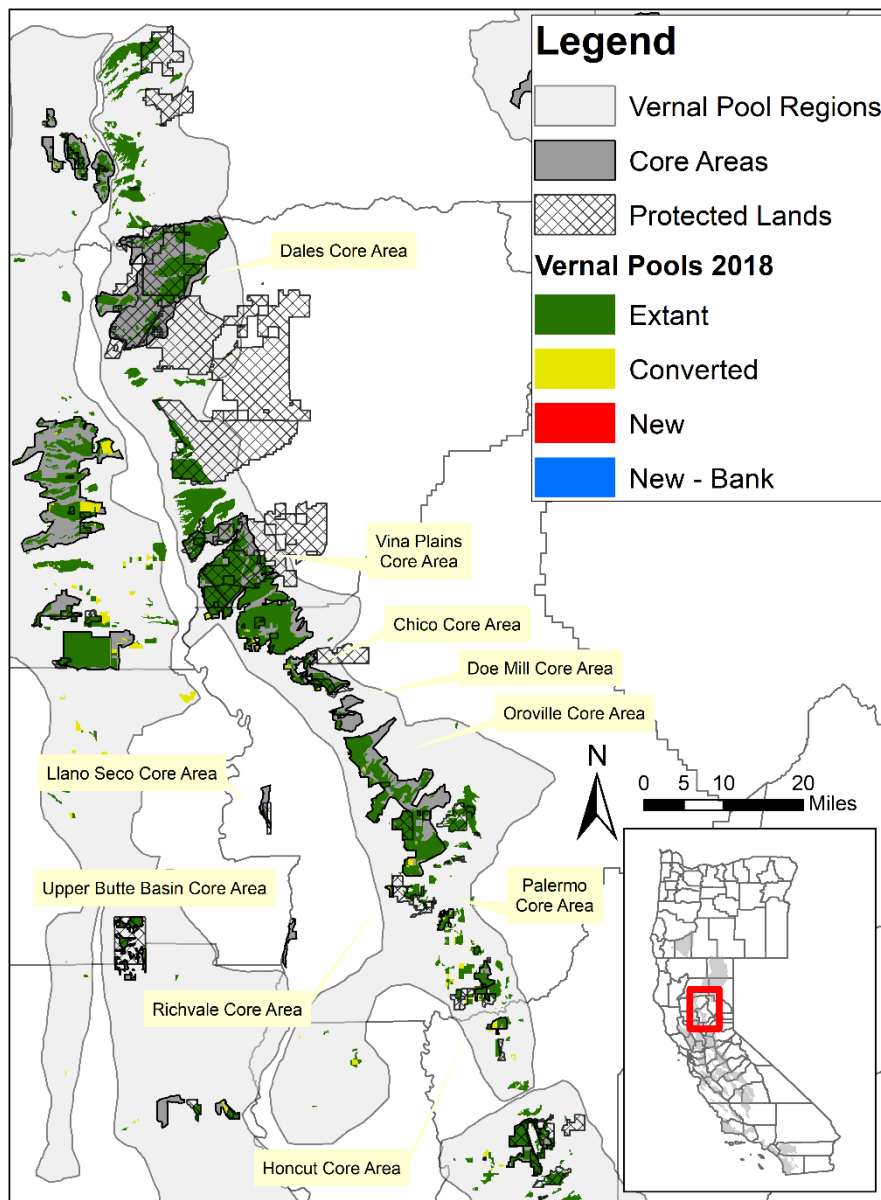 Legend
Vernal Pool Regions
Core Areas
Protected Lands
Vernal Pools 2018
Extant
Converted
New
New - Bank
Dales Core Area
Vina Plains
Core Area
Chico Core Area
Doe Mill Core Area
Oroville Core Area
Llano Seco Core Area
N
0 5 10 20
Miles
Upper Butte Basin Core Area
Palermo
Core Area
Richvale Core Area
Honcut Core Area